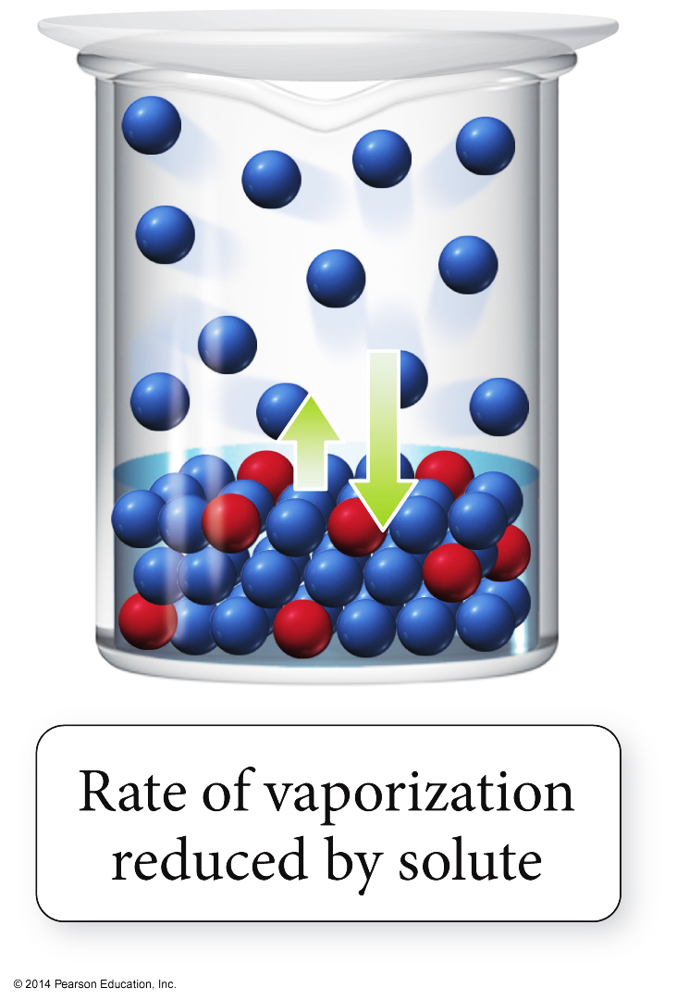 Rate of vaporization
reduced by solute
© 2014 Pearson Education, Inc.